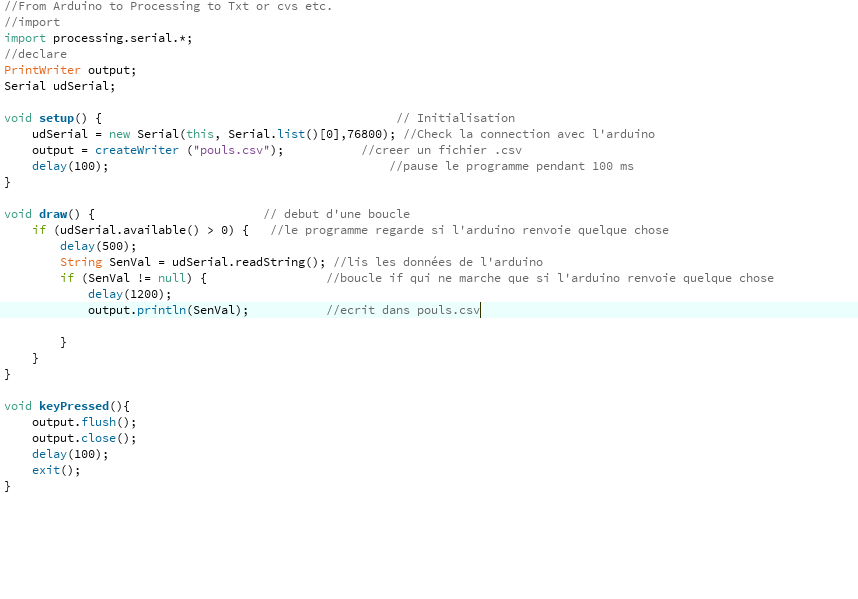 //From Arduino to Processing to Txt or cvs etc.
//import
import processing.serial.*;
//declare
PrintWriter output;
Serial udSerial;

void setup() {                                          // Initialisation
    udSerial = new Serial(this, Serial.list()[0],76800); //Check la connection avec l'arduino
    output = createWriter ("pouls.csv");           //creer un fichier .csv
    delay(100);                                        //pause le programme pendant 100 ms
}

void draw() {                        // debut d'une boucle
    if (udSerial.available() > 0) {   //le programme regarde si l'arduino renvoie quelque chose
        delay(500);
        String SenVal = udSerial.readString(); //lis les données de l'arduino
        if (SenVal != null) {                 //boucle if qui ne marche que si l'arduino renvoie quelque chose
            delay(1200);
            output.println(SenVal);           //ecrit dans pouls.csv

        }
    }
}

void keyPressed(){
    output.flush();
    output.close();
    delay(100);
    exit();
}